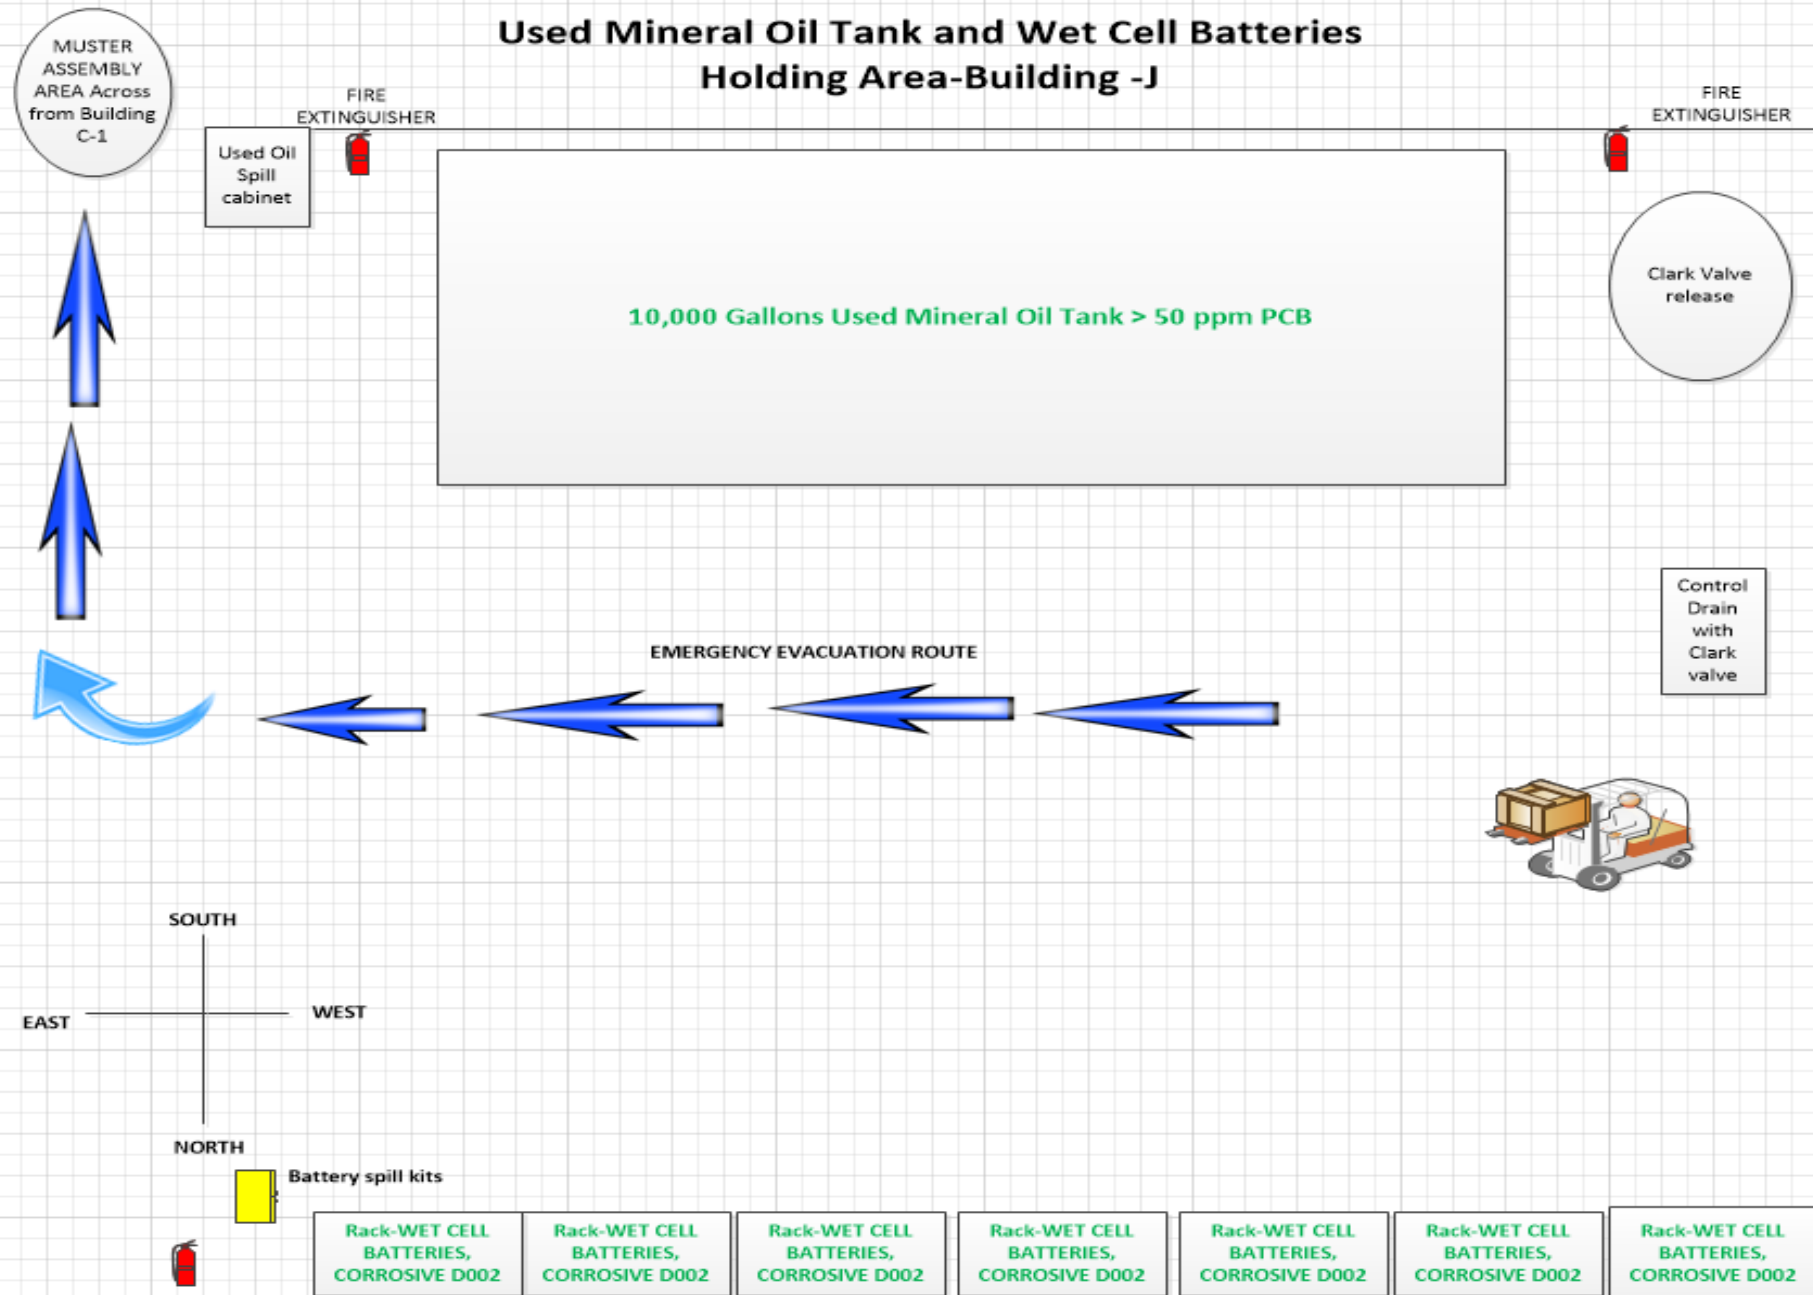 Used Mineral Oil Tank and Wet Cell Batteries
Holding Area-Building -J
MUSTER
ASSEMBLY
AREA Across
from Building
C-1
FIRE
EXTINGUISHER
FIRE
EXTINGUISHER
Used Oil
Spill
cabinet
10,000 Gallons Used Mineral Oil Tank > 50 ppm PCB
Clark Valve
release
Control
Drain
with
Clark
valve
EMERGENCY EVACUATION ROUTE
SOUTH
EAST
WEST
NORTH
Battery spill kits
Rack-WET CELL
BATTERIES,
CORROSIVE D002
Rack-WET CELL
BATTERIES,
CORROSIVE D002
Rack-WET CELL
BATTERIES,
CORROSIVE D002
Rack-WET CELL
BATTERIES,
CORROSIVE D002
Rack-WET CELL
BATTERIES,
CORROSIVE D002
Rack-WET CELL
BATTERIES,
CORROSIVE D002
Rack-WET CELL
BATTERIES,
CORROSIVE D002